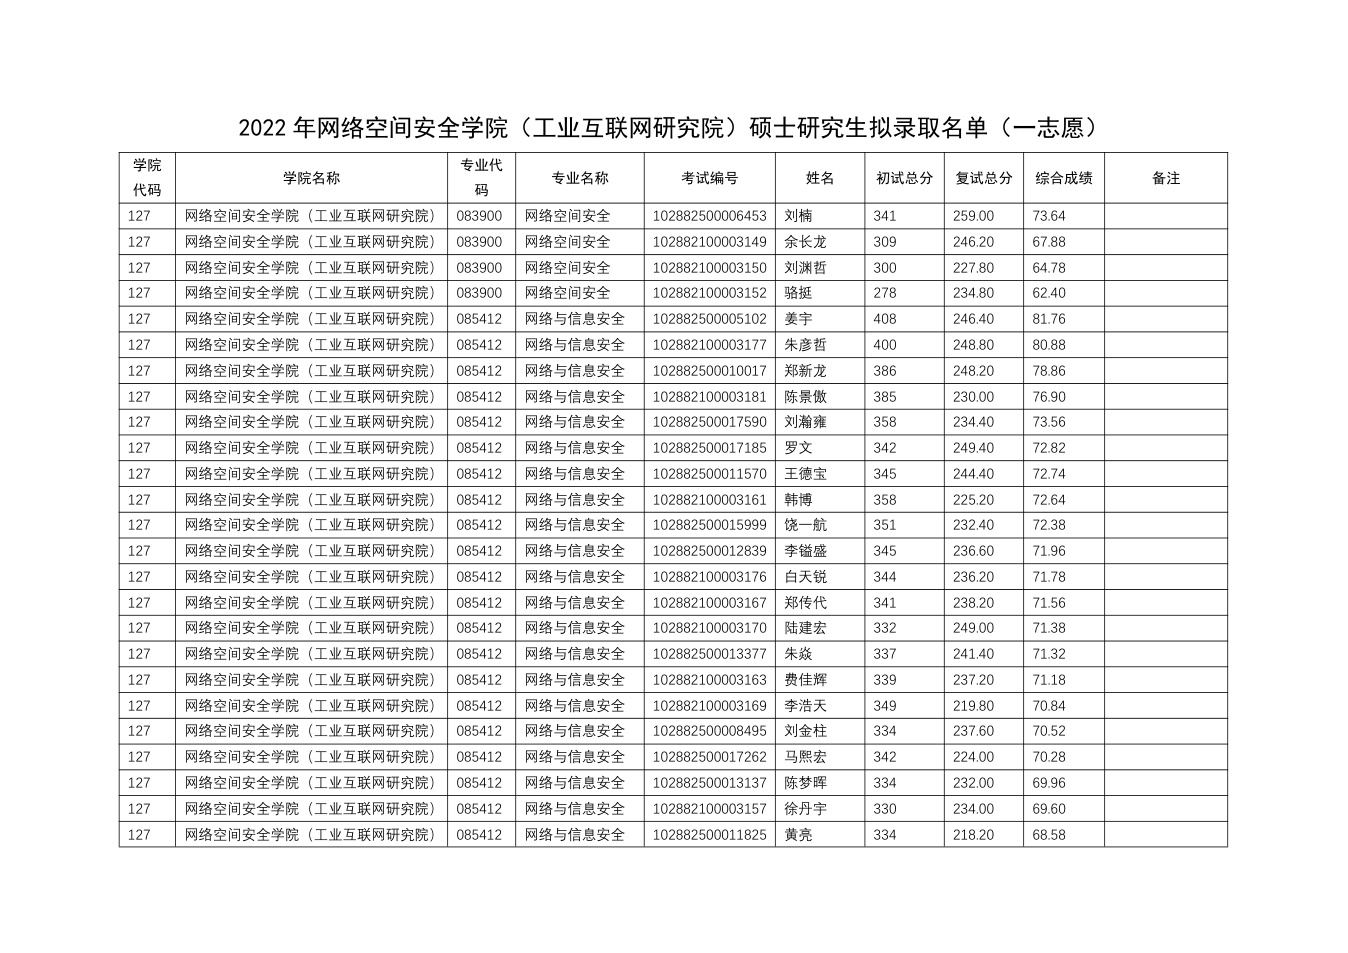 2022 年网络空间安全学院（工业互联网研究院）硕士研究生拟录取名单（一志愿）
学院代码 学院名称 专业代码 专业名称 考试编号 姓名 初试总分 复试总分 综合成绩 备注
127 网络空间安全学院（工业互联网研究院） 083900 网络空间安全 102882500006453 刘楠 341 259.00 73.64
127 网络空间安全学院（工业互联网研究院） 083900 网络空间安全 102882100003149 余长龙 309 246.20 67.88
127 网络空间安全学院（工业互联网研究院） 083900 网络空间安全 102882100003150 刘渊哲 300 227.80 64.78
127 网络空间安全学院（工业互联网研究院） 083900 网络空间安全 102882100003152 骆挺 278 234.80 62.40
127 网络空间安全学院（工业互联网研究院） 085412 网络与信息安全 102882500005102 姜宇 408 246.40 81.76
127 网络空间安全学院（工业互联网研究院） 085412 网络与信息安全 102882100003177 朱彦哲 400 248.80 80.88
127 网络空间安全学院（工业互联网研究院） 085412 网络与信息安全 102882500010017 郑新龙 386 248.20 78.86
127 网络空间安全学院（工业互联网研究院） 085412 网络与信息安全 102882100003181 陈景傲 385 230.00 76.90
127 网络空间安全学院（工业互联网研究院） 085412 网络与信息安全 102882500017590 刘瀚雍 358 234.40 73.56
127 网络空间安全学院（工业互联网研究院） 085412 网络与信息安全 102882500017185 罗文 342 249.40 72.82
127 网络空间安全学院（工业互联网研究院） 085412 网络与信息安全 102882500011570 王德宝 345 244.40 72.74
127 网络空间安全学院（工业互联网研究院） 085412 网络与信息安全 102882100003161 韩博 358 225.20 72.64
127 网络空间安全学院（工业互联网研究院） 085412 网络与信息安全 102882500015999 饶一航 351 232.40 72.38
127 网络空间安全学院（工业互联网研究院） 085412 网络与信息安全 102882500012839 李镒盛 345 236.60 71.96
127 网络空间安全学院（工业互联网研究院） 085412 网络与信息安全 102882100003176 白天锐 344 236.20 71.78
127 网络空间安全学院（工业互联网研究院） 085412 网络与信息安全 102882100003167 郑传代 341 238.20 71.56
127 网络空间安全学院（工业互联网研究院） 085412 网络与信息安全 102882100003170 陆建宏 332 249.00 71.38
127 网络空间安全学院（工业互联网研究院） 085412 网络与信息安全 102882500013377 朱焱 337 241.40 71.32
127 网络空间安全学院（工业互联网研究院） 085412 网络与信息安全 102882100003163 费佳辉 339 237.20 71.18
127 网络空间安全学院（工业互联网研究院） 085412 网络与信息安全 102882100003169 李浩天 349 219.80 70.84
127 网络空间安全学院（工业互联网研究院） 085412 网络与信息安全 102882500008495 刘金柱 334 237.60 70.52
127 网络空间安全学院（工业互联网研究院） 085412 网络与信息安全 102882500017262 马熙宏 342 224.00 70.28
127 网络空间安全学院（工业互联网研究院） 085412 网络与信息安全 102882500013137 陈梦晖 334 232.00 69.96
127 网络空间安全学院（工业互联网研究院） 085412 网络与信息安全 102882100003157 徐丹宇 330 234.00 69.60
127 网络空间安全学院（工业互联网研究院） 085412 网络与信息安全 102882500011825 黄亮 334 218.20 68.58